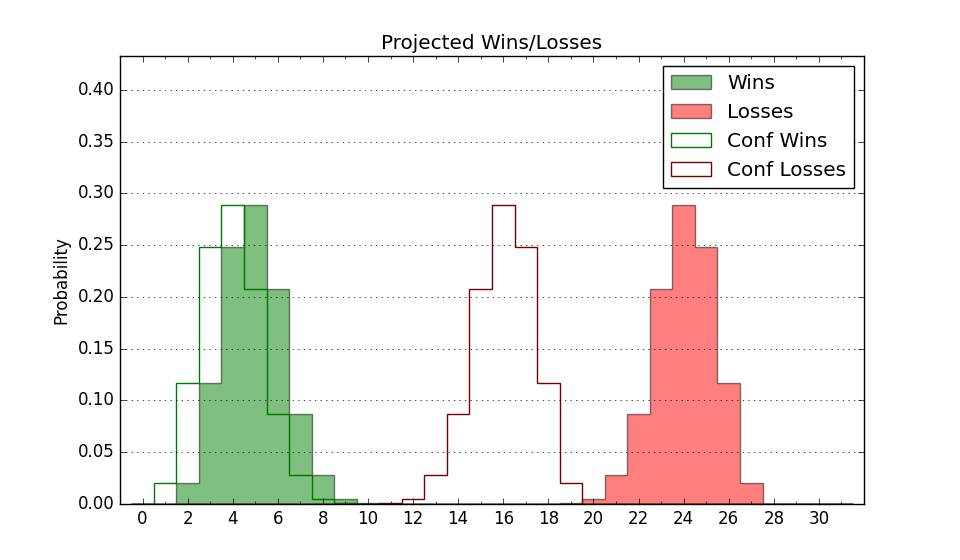 Projected Wins/Losses
Wins
Losses
Conf Wins
Conf Losses
Probability
0.40
0.35
0.30
0.25
0.20
0.15
0.10
0.05
0.00
0 2 4 6 8 10 12 14 16 18 20 22 24 26 28 30